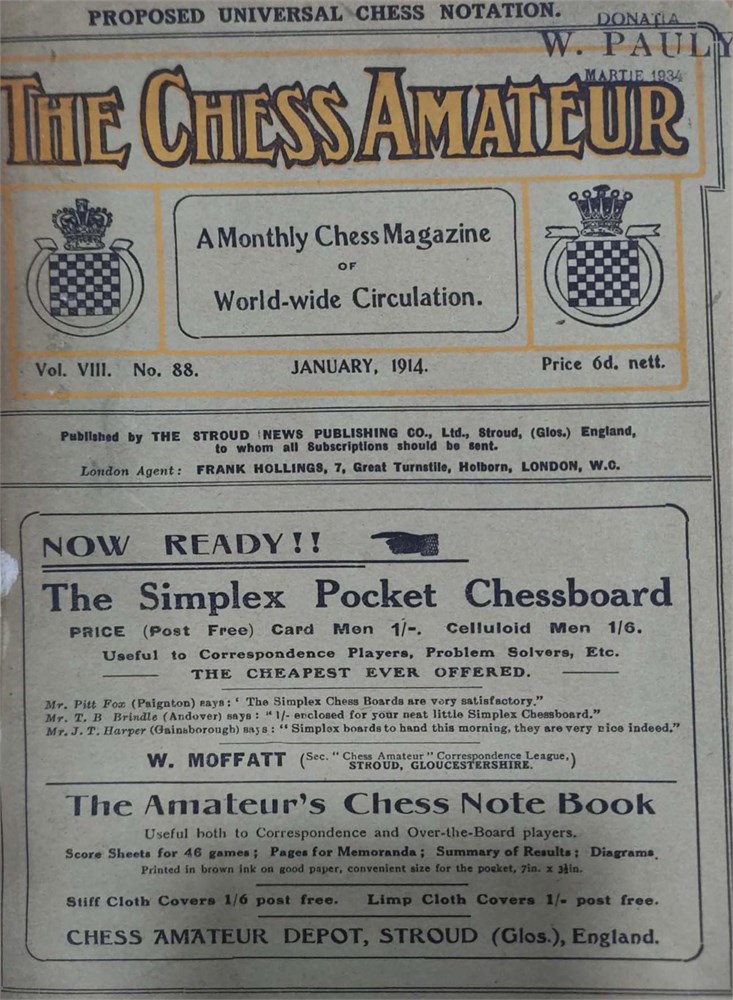 PROPOSED UNIVERSAL CHESS NOTATION.
DONATIA
W. PAULY
MARTIE 1934
THE CHESS AMATEUR
A Monthly Chess Magazine
OF
World-wide Circulation.
Vol. VIII. No. 88. JANUARY, 1914. Price 6d. nett.
Published by THE STROUD NEWS PUBLISHING CO., Ltd., Stroud, (Glos.) England,
to whom all Subscriptions should be sent.
London Agent: FRANK HOLLINGS, 7, Great Turnstile, Holborn, LONDON, W.C.
NOW READY!!
The Simplex Pocket Chessboard
PRICE (Post Free) Card Men 1/-. Celluloid Men 1/6.
Useful to Correspondence Players, Problem Solvers, Etc.
THE CHEAPEST EVER OFFERED.
Mr. Pitt Fox (Paignton) says: ' The Simplex Chess Boards are very satisfactory."
Mr. T. B Brindle (Andover) says: "1/- enclosed for your neat little Simplex Chessboard."
Mr. J. T. Harper (Gainsborough) says: "Simplex boards to hand this morning, they are very nice indeed."
W. MOFFATT (Sec. "Chess Amateur" Correspondence League,
STROUD, GLOUCESTERSHIRE.)
The Amateur's Chess Note Book
Useful both to Correspondence and Over-the-Board players.
Score Sheets for 46 games; Pages for Memoranda; Summary of Results; Diagrams.
Printed in brown ink on good paper, convenient size for the pocket, 7in. x 3½in.
Stiff Cloth Covers 1/6 post free. Limp Cloth Covers 1/- post free.
CHESS AMATEUR DEPOT, STROUD (Glos.), England.